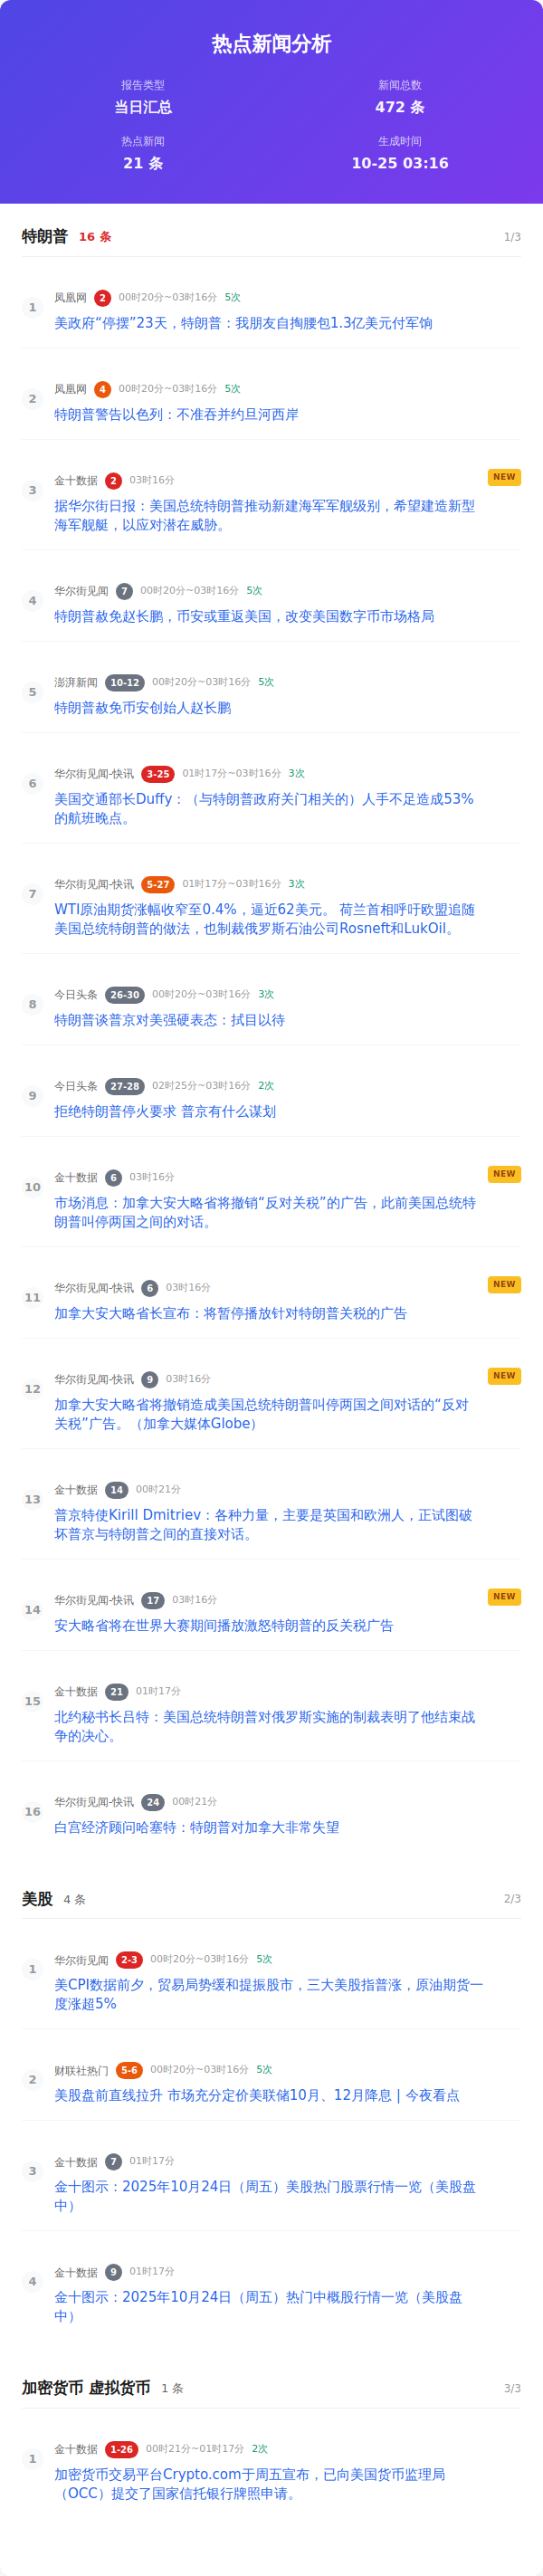 热点新闻分析
报告类型
当日汇总
新闻总数
472 条
热点新闻
21 条
生成时间
10-25 03:16
特朗普 16 条 1/3
1 凤凰网 2 00时20分~03时16分 5次
美政府“停摆”23天，特朗普：我朋友自掏腰包1.3亿美元付军饷
2 凤凰网 4 00时20分~03时16分 5次
特朗普警告以色列：不准吞并约旦河西岸
3 金十数据 2 03时16分 NEW
据华尔街日报：美国总统特朗普推动新建海军军舰级别，希望建造新型
海军舰艇，以应对潜在威胁。
4 华尔街见闻 7 00时20分~03时16分 5次
特朗普赦免赵长鹏，币安或重返美国，改变美国数字币市场格局
5 澎湃新闻 10-12 00时20分~03时16分 5次
特朗普赦免币安创始人赵长鹏
6 华尔街见闻-快讯 3-25 01时17分~03时16分 3次
美国交通部长Duffy：（与特朗普政府关门相关的）人手不足造成53%
的航班晚点。
7 华尔街见闻-快讯 5-27 01时17分~03时16分 3次
WTI原油期货涨幅收窄至0.4%，逼近62美元。 荷兰首相呼吁欧盟追随
美国总统特朗普的做法，也制裁俄罗斯石油公司Rosneft和LukOil。
8 今日头条 26-30 00时20分~03时16分 3次
特朗普谈普京对美强硬表态：拭目以待
9 今日头条 27-28 02时25分~03时16分 2次
拒绝特朗普停火要求 普京有什么谋划
10 金十数据 6 03时16分 NEW
市场消息：加拿大安大略省将撤销“反对关税”的广告，此前美国总统特
朗普叫停两国之间的对话。
11 华尔街见闻-快讯 6 03时16分 NEW
加拿大安大略省长宣布：将暂停播放针对特朗普关税的广告
12 华尔街见闻-快讯 9 03时16分 NEW
加拿大安大略省将撤销造成美国总统特朗普叫停两国之间对话的“反对
关税”广告。（加拿大媒体Globe）
13 金十数据 14 00时21分
普京特使Kirill Dmitriev：各种力量，主要是英国和欧洲人，正试图破
坏普京与特朗普之间的直接对话。
14 华尔街见闻-快讯 17 03时16分 NEW
安大略省将在世界大赛期间播放激怒特朗普的反关税广告
15 金十数据 21 01时17分
北约秘书长吕特：美国总统特朗普对俄罗斯实施的制裁表明了他结束战
争的决心。
16 华尔街见闻-快讯 24 00时21分
白宫经济顾问哈塞特：特朗普对加拿大非常失望
美股 4 条 2/3
1 华尔街见闻 2-3 00时20分~03时16分 5次
美CPI数据前夕，贸易局势缓和提振股市，三大美股指普涨，原油期货一
度涨超5%
2 财联社热门 5-6 00时20分~03时16分 5次
美股盘前直线拉升 市场充分定价美联储10月、12月降息 | 今夜看点
3 金十数据 7 01时17分
金十图示：2025年10月24日（周五）美股热门股票行情一览（美股盘
中）
4 金十数据 9 01时17分
金十图示：2025年10月24日（周五）热门中概股行情一览（美股盘
中）
加密货币 虚拟货币 1 条 3/3
1 金十数据 1-26 00时21分~01时17分 2次
加密货币交易平台Crypto.com于周五宣布，已向美国货币监理局
（OCC）提交了国家信托银行牌照申请。